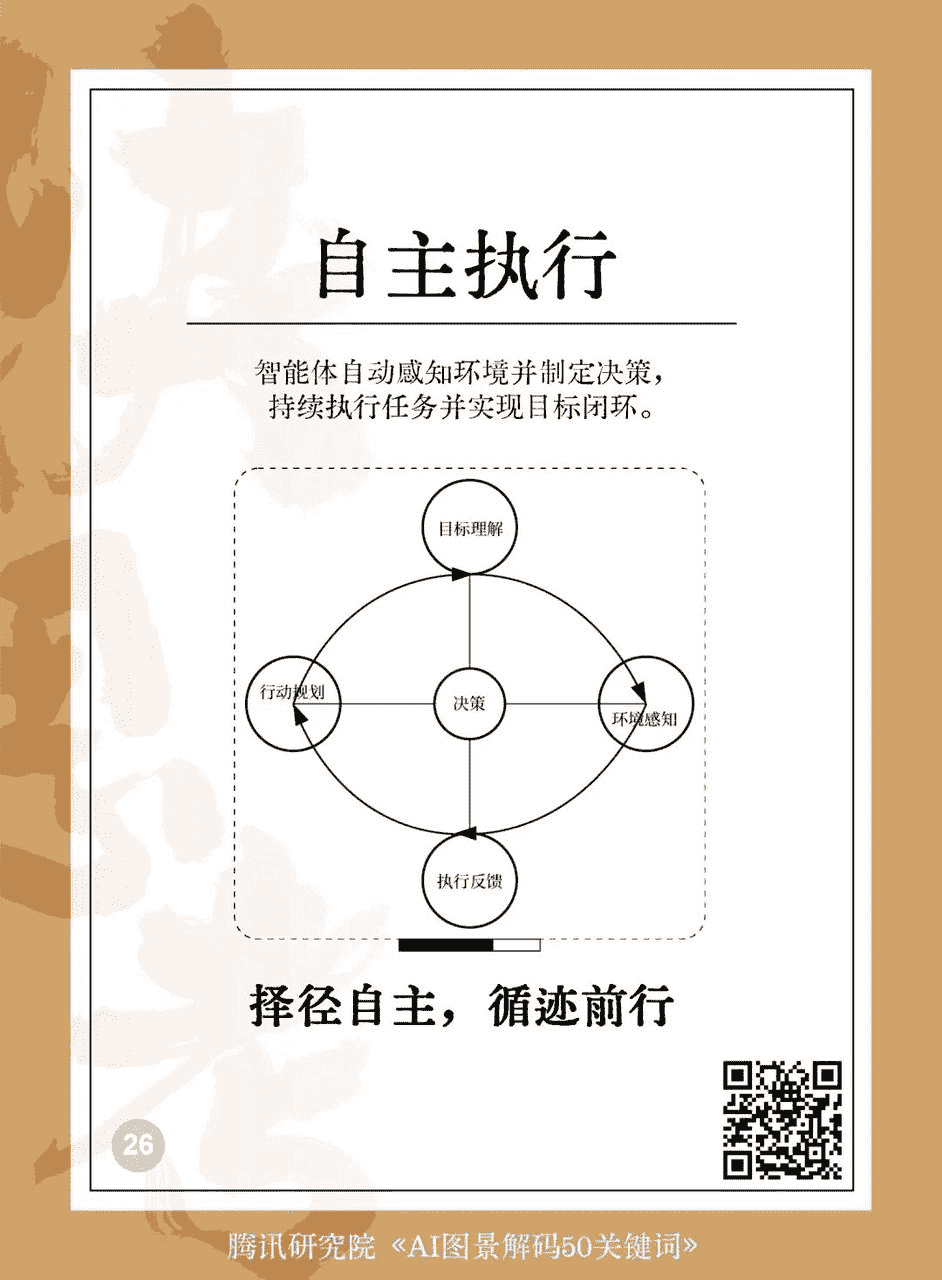 自主执行
智能体自动感知环境并制定决策，
持续执行任务并实现目标闭环。
目标理解
行动规划
决策
环境感知
执行反馈
择径自主，循迹前行
26
腾讯研究院《AI图景解码50关键词》